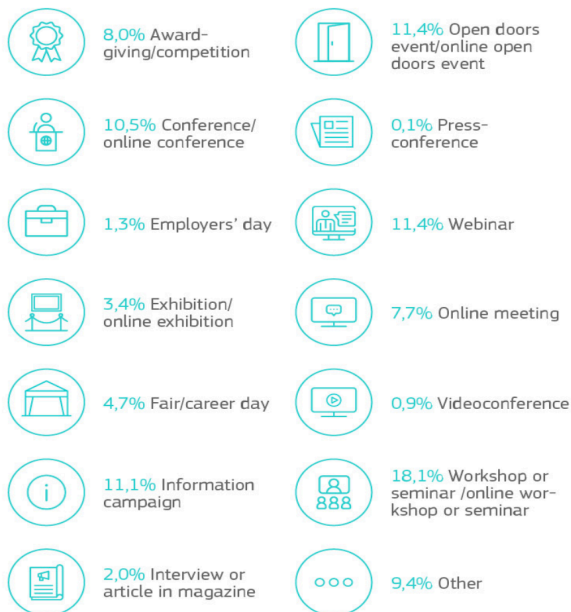 8,0% Award-
giving/competition
10,5% Conference/
online conference
1,3% Employers' day
3,4% Exhibition/
online exhibition
4,7% Fair/career day
11,1% Information
campaign
2,0% Interview or
article in magazine
11,4% Open doors
event/online open
doors event
0,1% Press-
conference
11,4% Webinar
7,7% Online meeting
0,9% Videoconference
18,1% Workshop or
seminar /online wor-
kshop or seminar
9,4% Other